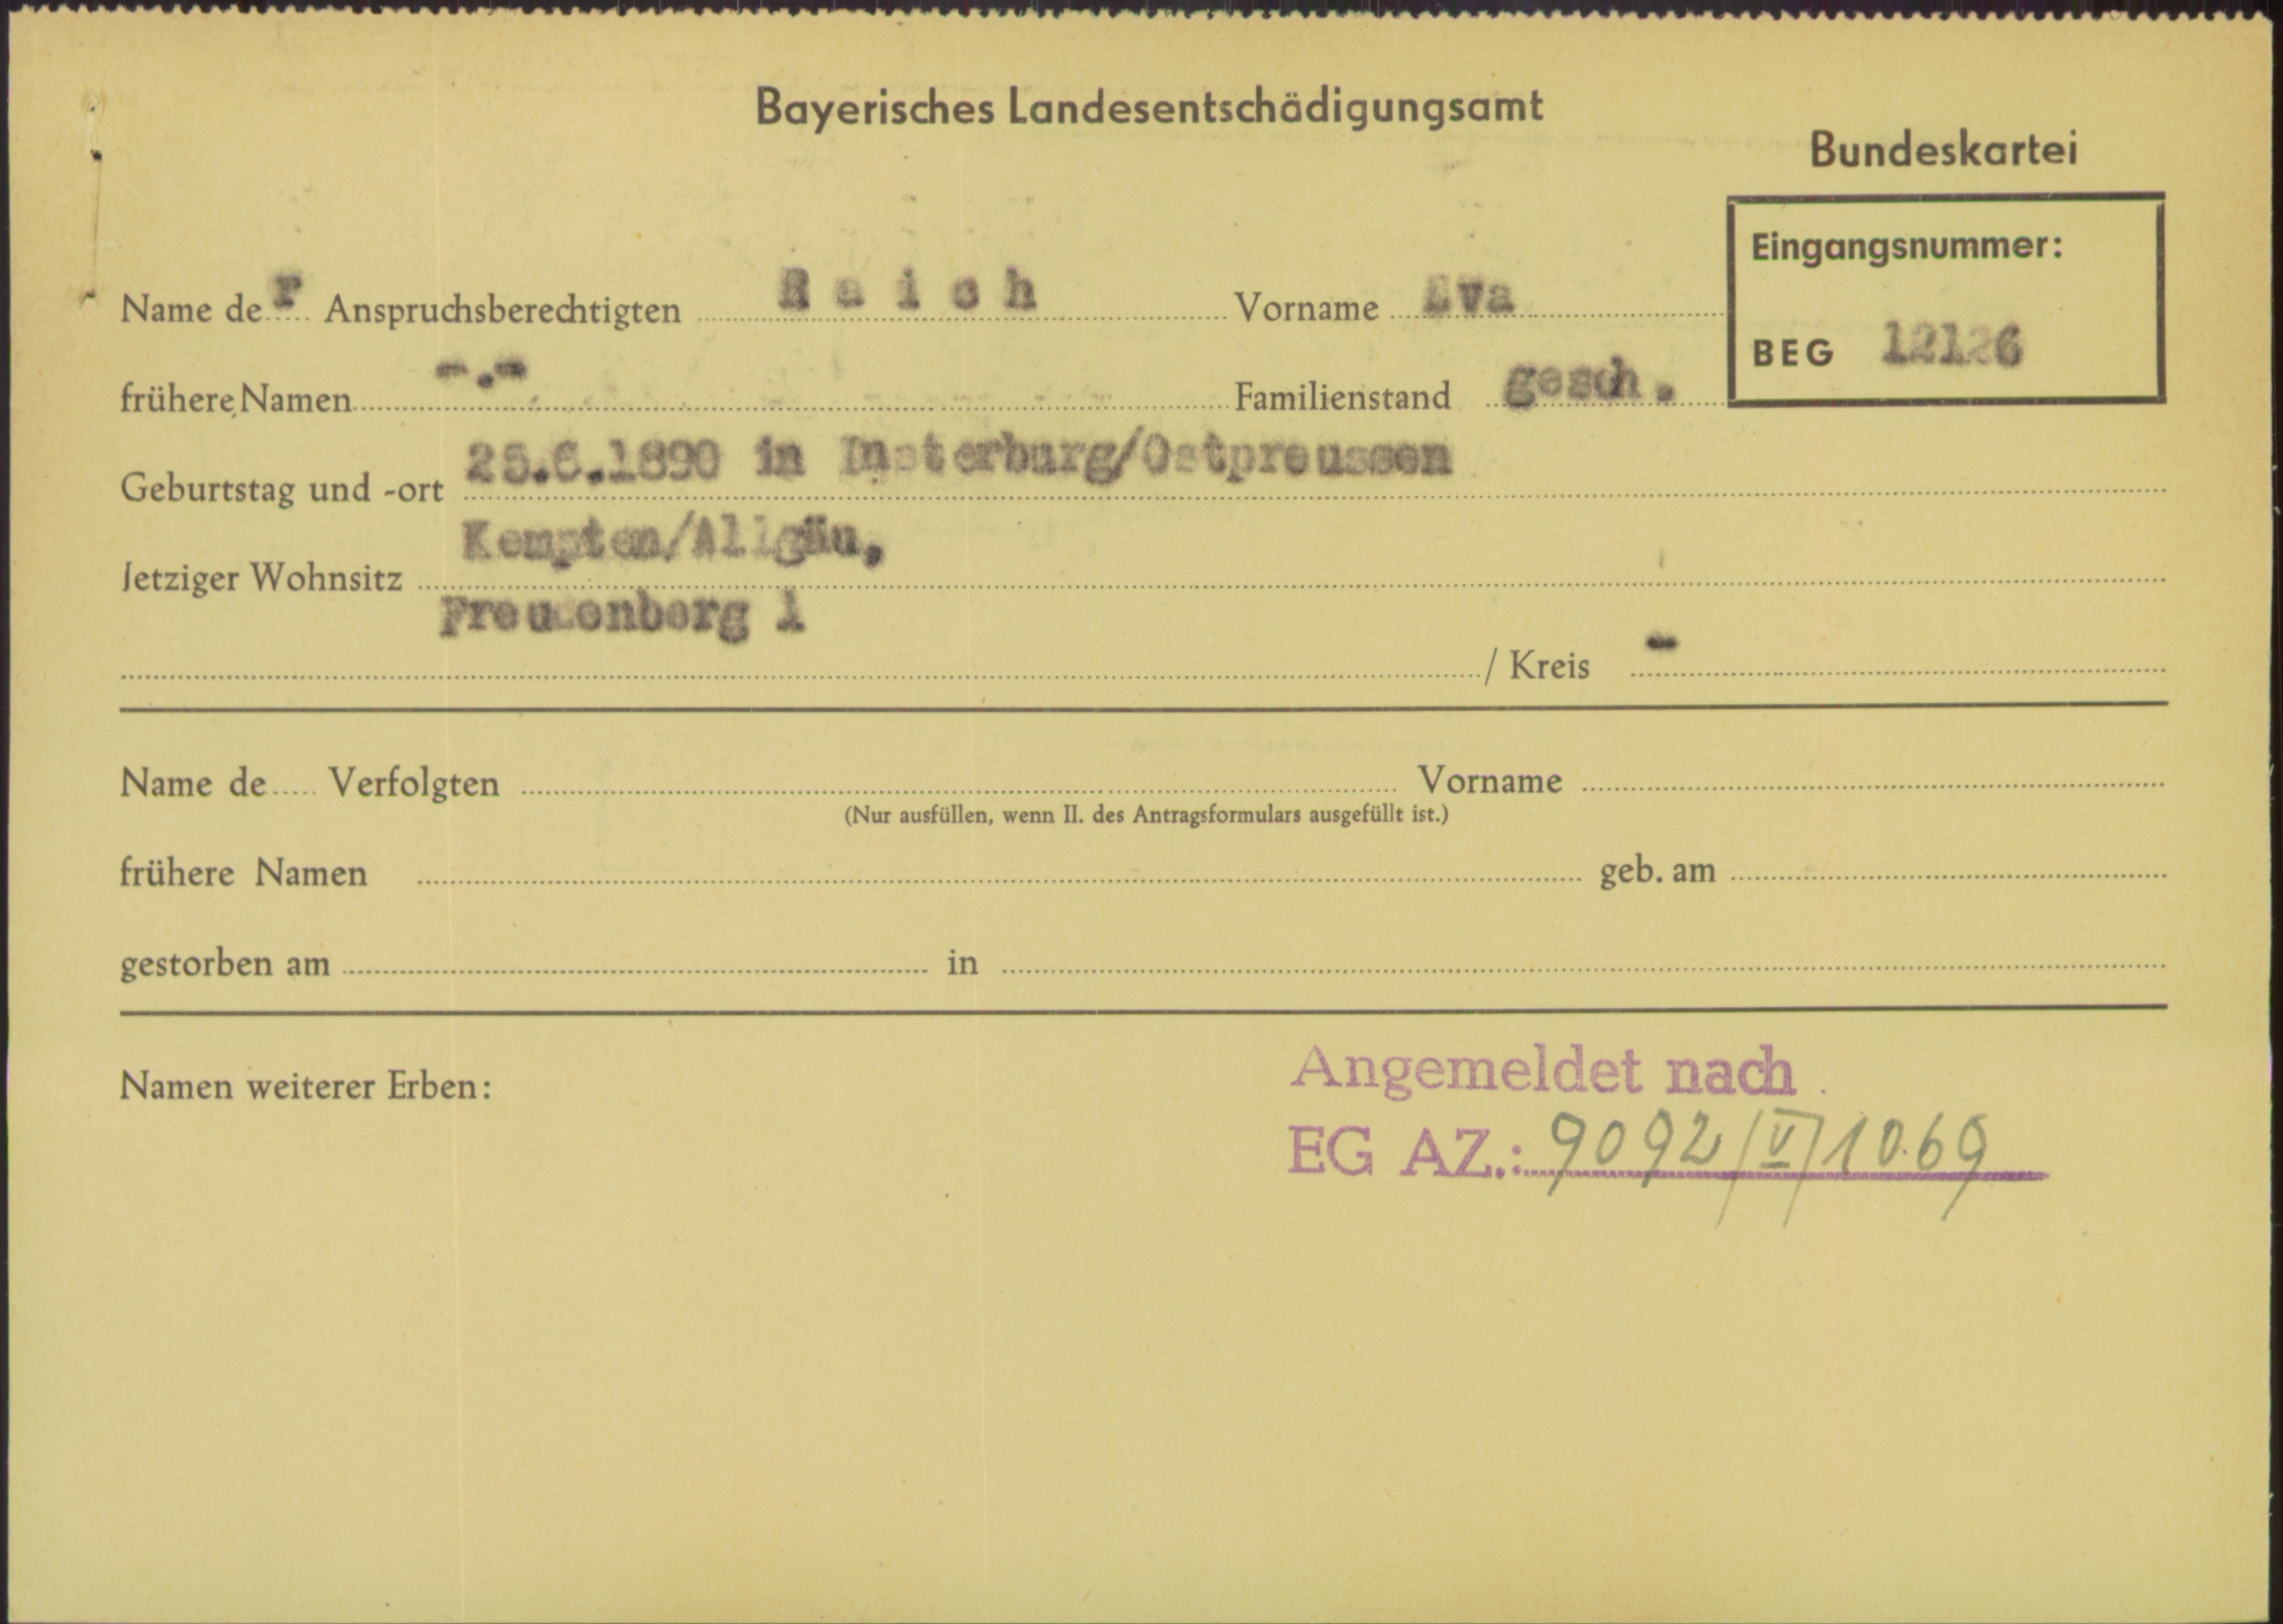 Bayerisches Landesentschädigungsamt
Bundeskartei
Eingangsnummer:
BEG 12126
Name de r Anspruchsberechtigten R e i c h Vorname Eva
frühere Namen -.- Familienstand gesch.
Geburtstag und -ort 25.6.1890 in Insterburg/Ostpreussen
Kempten/Allgäu,
Jetziger Wohnsitz
Freudenberg 1
/ Kreis -
Name de..... Verfolgten Vorname
(Nur ausfüllen, wenn II. des Antragsformulars ausgefüllt ist.)
frühere Namen geb. am
gestorben am in
Namen weiterer Erben:
Angemeldet nach
EG AZ.: 9092/V/1069